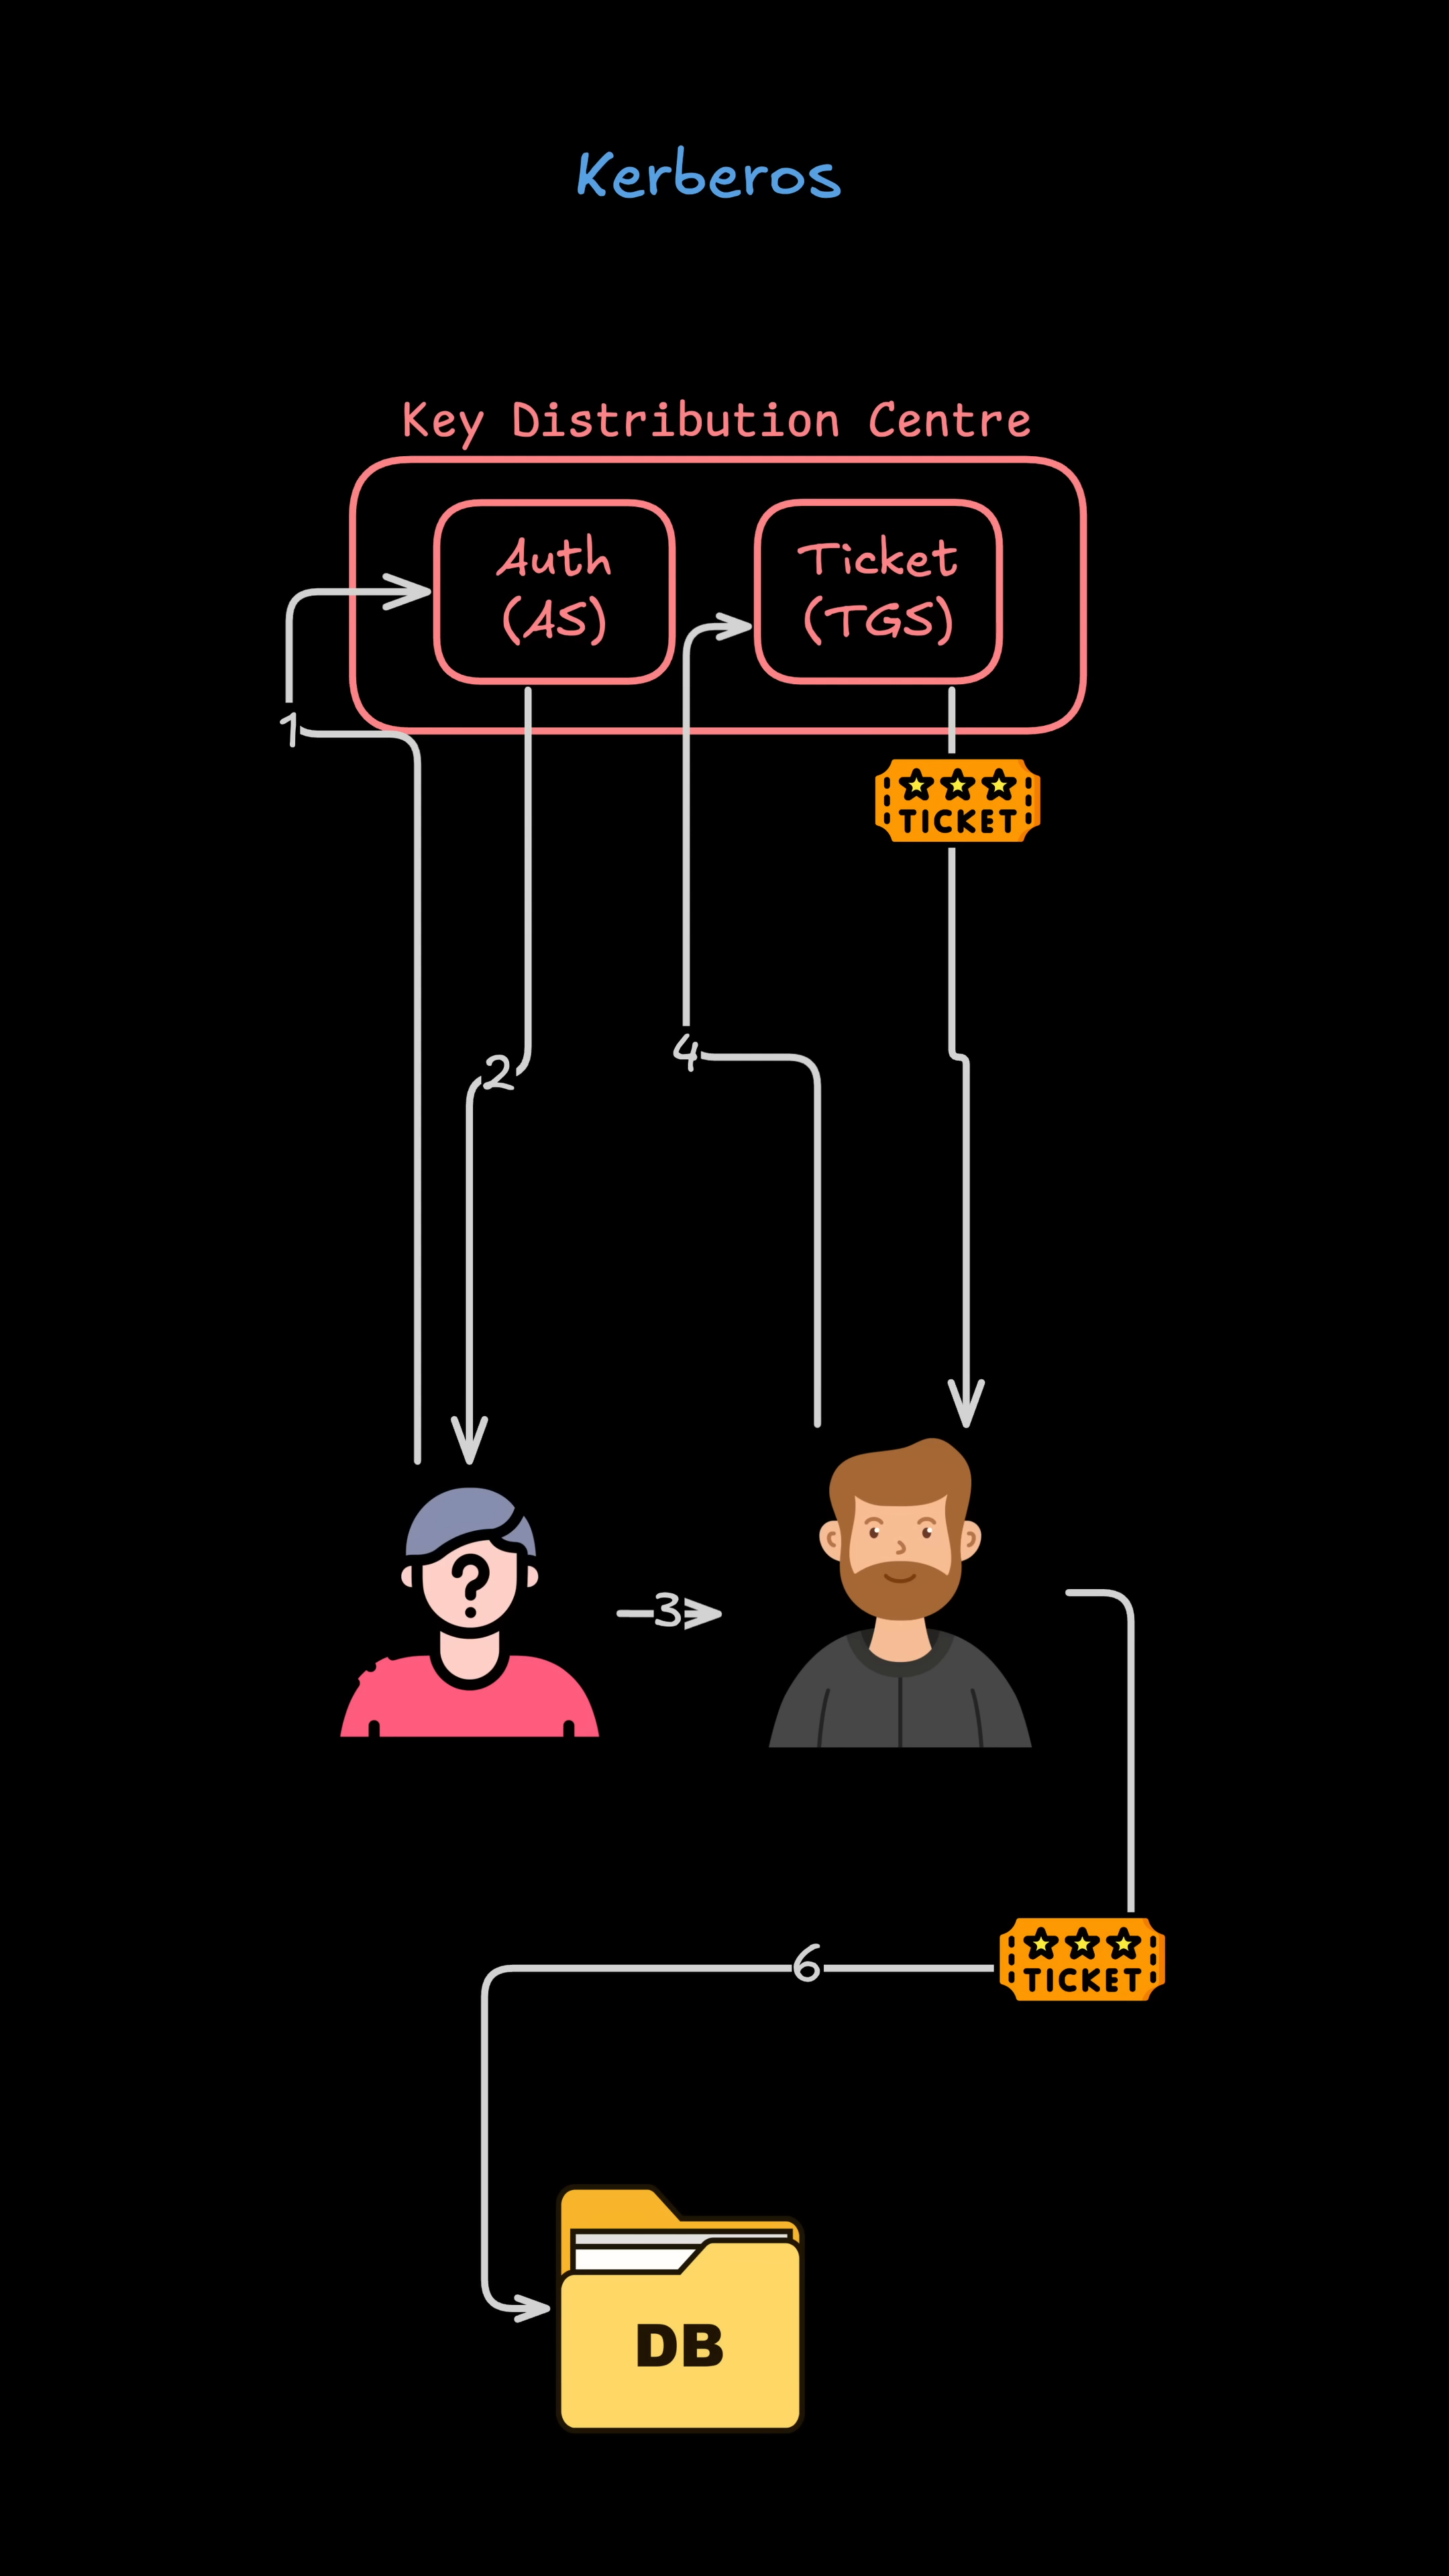 Kerberos
Key Distribution Centre
Auth
(AS)
Ticket
(TGS)
1
TICKET
2
4
3
6
TICKET
DB